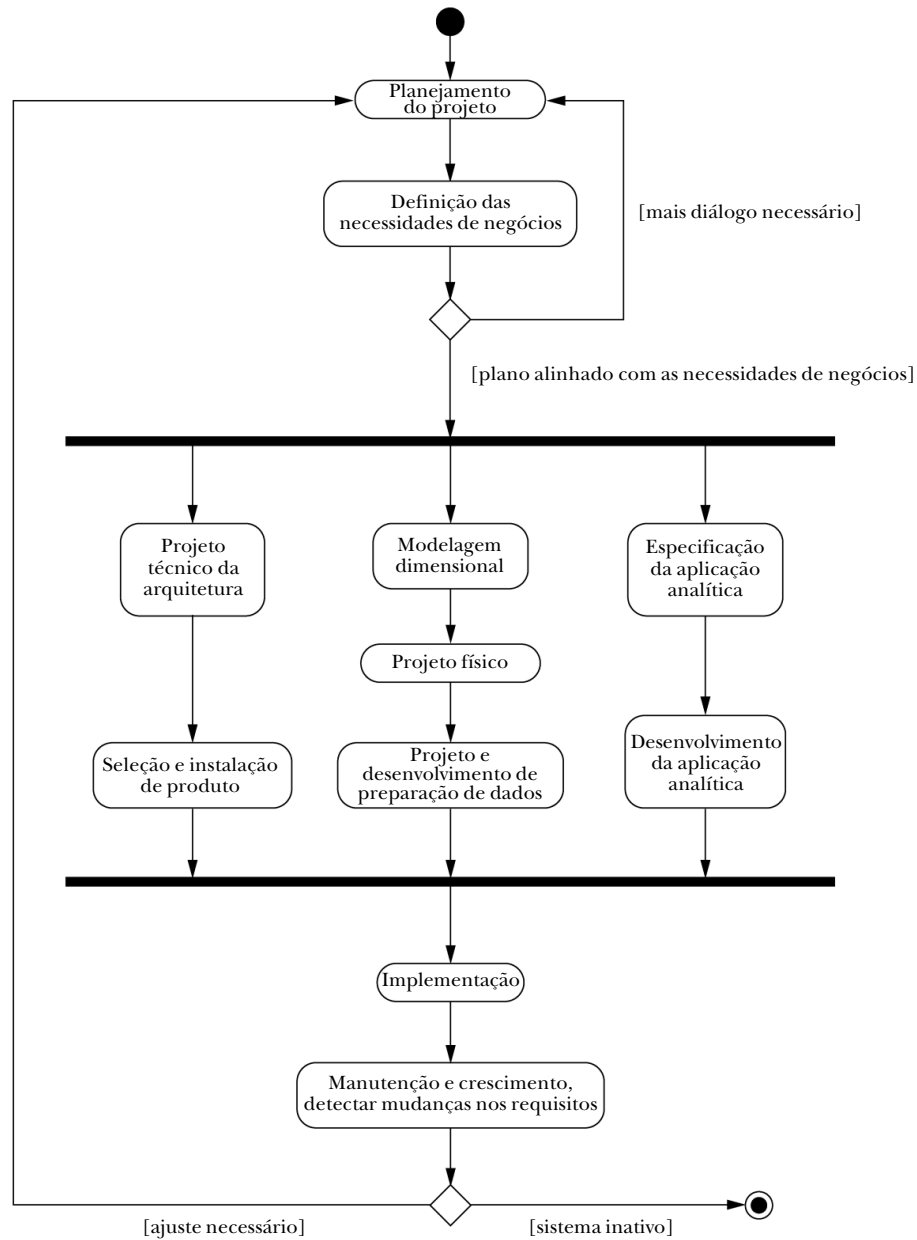 Planejamento
do projeto
Definição das
necessidades de negócios
[mais diálogo necessário]
[plano alinhado com as necessidades de negócios]
Projeto
técnico da
arquitetura
Modelagem
dimensional
Especificação
da aplicação
analítica
Projeto físico
Seleção e instalação
de produto
Projeto e
desenvolvimento de
preparação de dados
Desenvolvimento
da aplicação
analítica
Implementação
Manutenção e crescimento,
detectar mudanças nos requisitos
[ajuste necessário]
[sistema inativo]